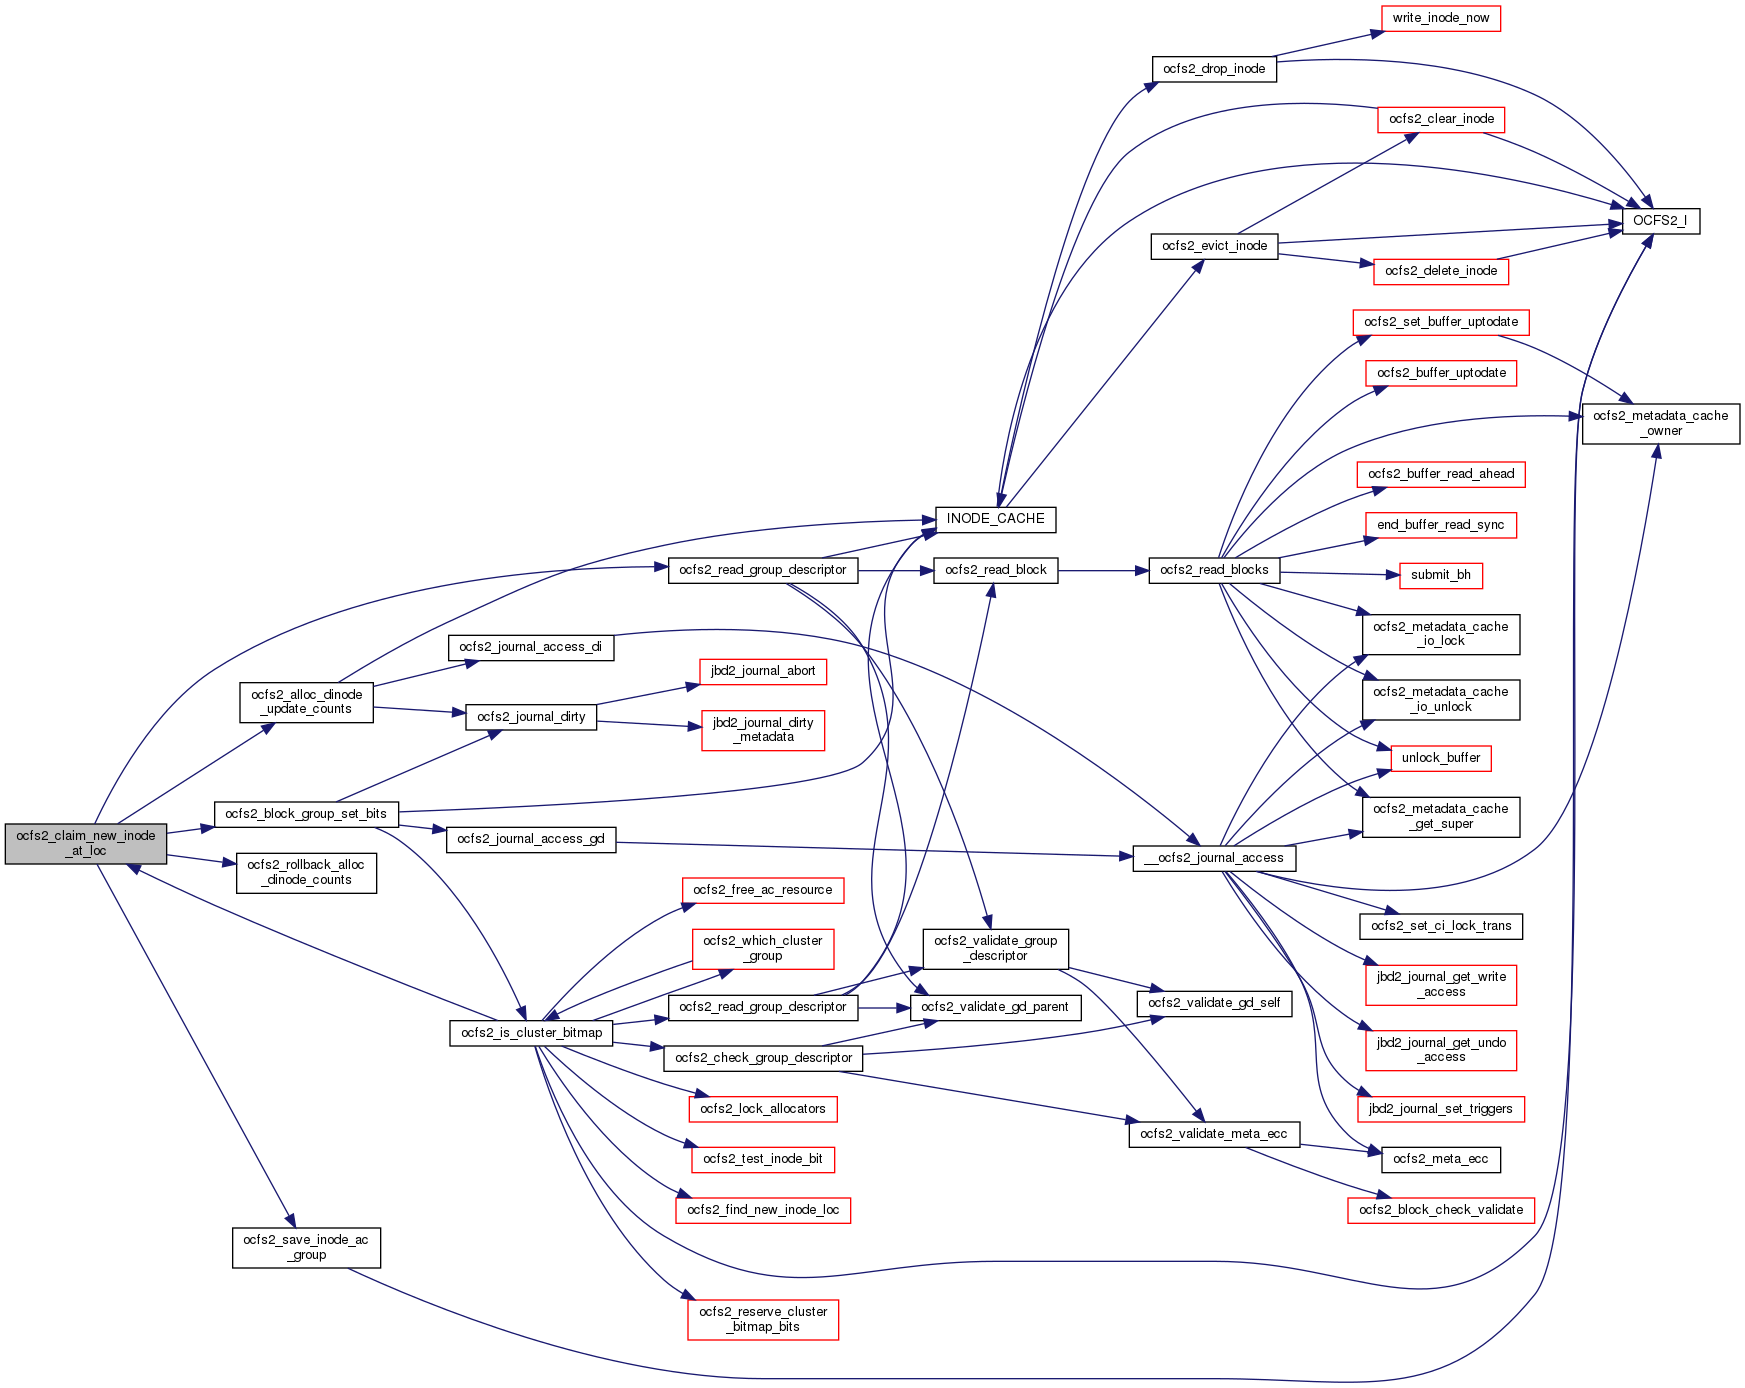 write_inode_now
ocfs2_drop_inode
ocfs2_clear_inode
OCFS2_I
ocfs2_evict_inode
ocfs2_delete_inode
ocfs2_set_buffer_uptodate
ocfs2_buffer_uptodate
ocfs2_metadata_cache
_owner
ocfs2_buffer_read_ahead
INODE_CACHE
end_buffer_read_sync
ocfs2_read_group_descriptor
ocfs2_read_block
ocfs2_read_blocks
submit_bh
ocfs2_metadata_cache
_io_lock
ocfs2_journal_access_di
jbd2_journal_abort
ocfs2_alloc_dinode
_update_counts
ocfs2_metadata_cache
_io_unlock
ocfs2_journal_dirty
jbd2_journal_dirty
_metadata
unlock_buffer
ocfs2_block_group_set_bits
ocfs2_metadata_cache
_get_super
ocfs2_claim_new_inode
_at_loc
ocfs2_journal_access_gd
__ocfs2_journal_access
ocfs2_rollback_alloc
_dinode_counts
ocfs2_free_ac_resource
ocfs2_set_ci_lock_trans
ocfs2_which_cluster
_group
ocfs2_validate_group
_descriptor
jbd2_journal_get_write
_access
ocfs2_read_group_descriptor
ocfs2_validate_gd_parent
ocfs2_validate_gd_self
ocfs2_is_cluster_bitmap
ocfs2_check_group_descriptor
jbd2_journal_get_undo
_access
ocfs2_lock_allocators
jbd2_journal_set_triggers
ocfs2_validate_meta_ecc
ocfs2_test_inode_bit
ocfs2_meta_ecc
ocfs2_find_new_inode_loc
ocfs2_block_check_validate
ocfs2_save_inode_ac
_group
ocfs2_reserve_cluster
_bitmap_bits